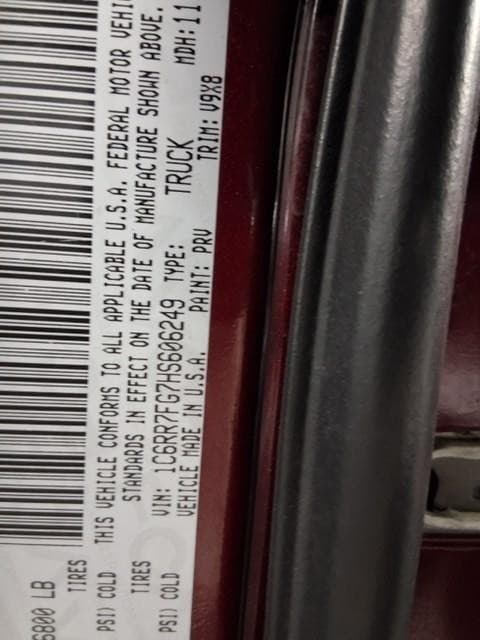 6800 LB
TIRES
PSI) COLD THIS VEHICLE CONFORMS TO ALL APPLICABLE U.S.A. FEDERAL MOTOR
TIRES STANDARDS IN EFFECT ON THE DATE OF MANUFACTURE SHOWN ABOVE.
VIN: 1C6RR7FG7HS606249 TYPE: TRUCK MDH: 11
PSI) COLD VEHICLE MADE IN U.S.A. PAINT: PRV TRIM: V9X8